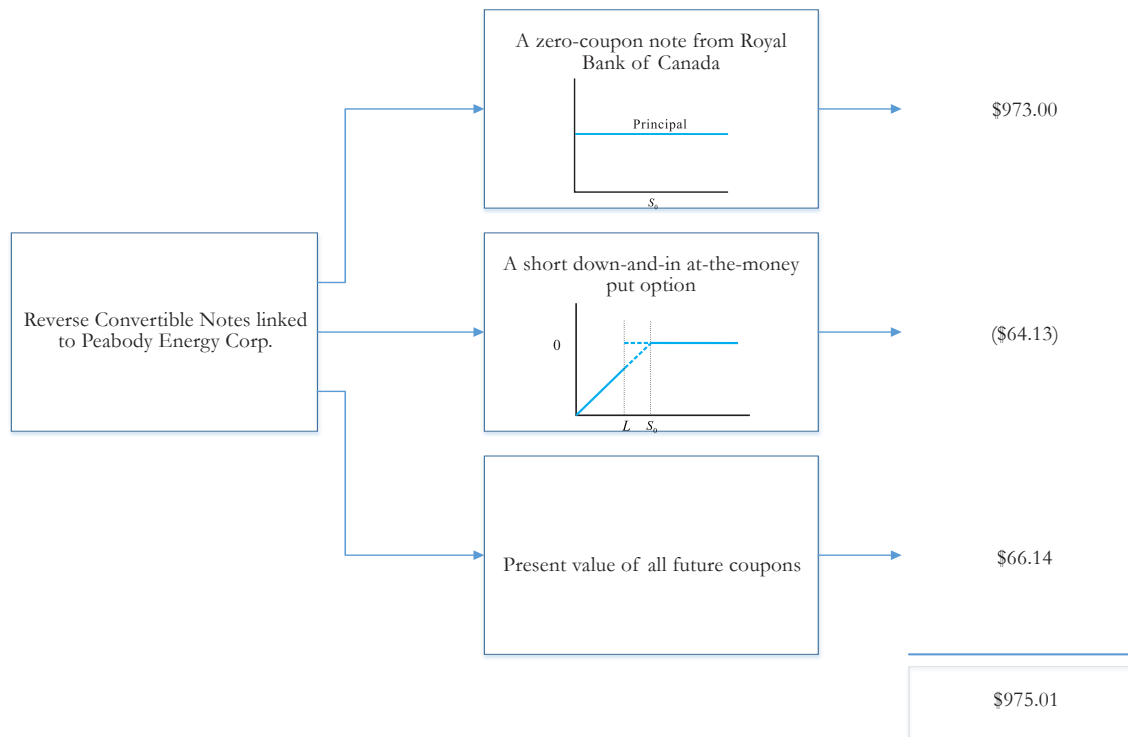 A zero-coupon note from Royal
Bank of Canada
Principal
S₀
$973.00
Reverse Convertible Notes linked
to Peabody Energy Corp.
A short down-and-in at-the-money
put option
0
L S₀
($64.13)
Present value of all future coupons
$66.14
$975.01